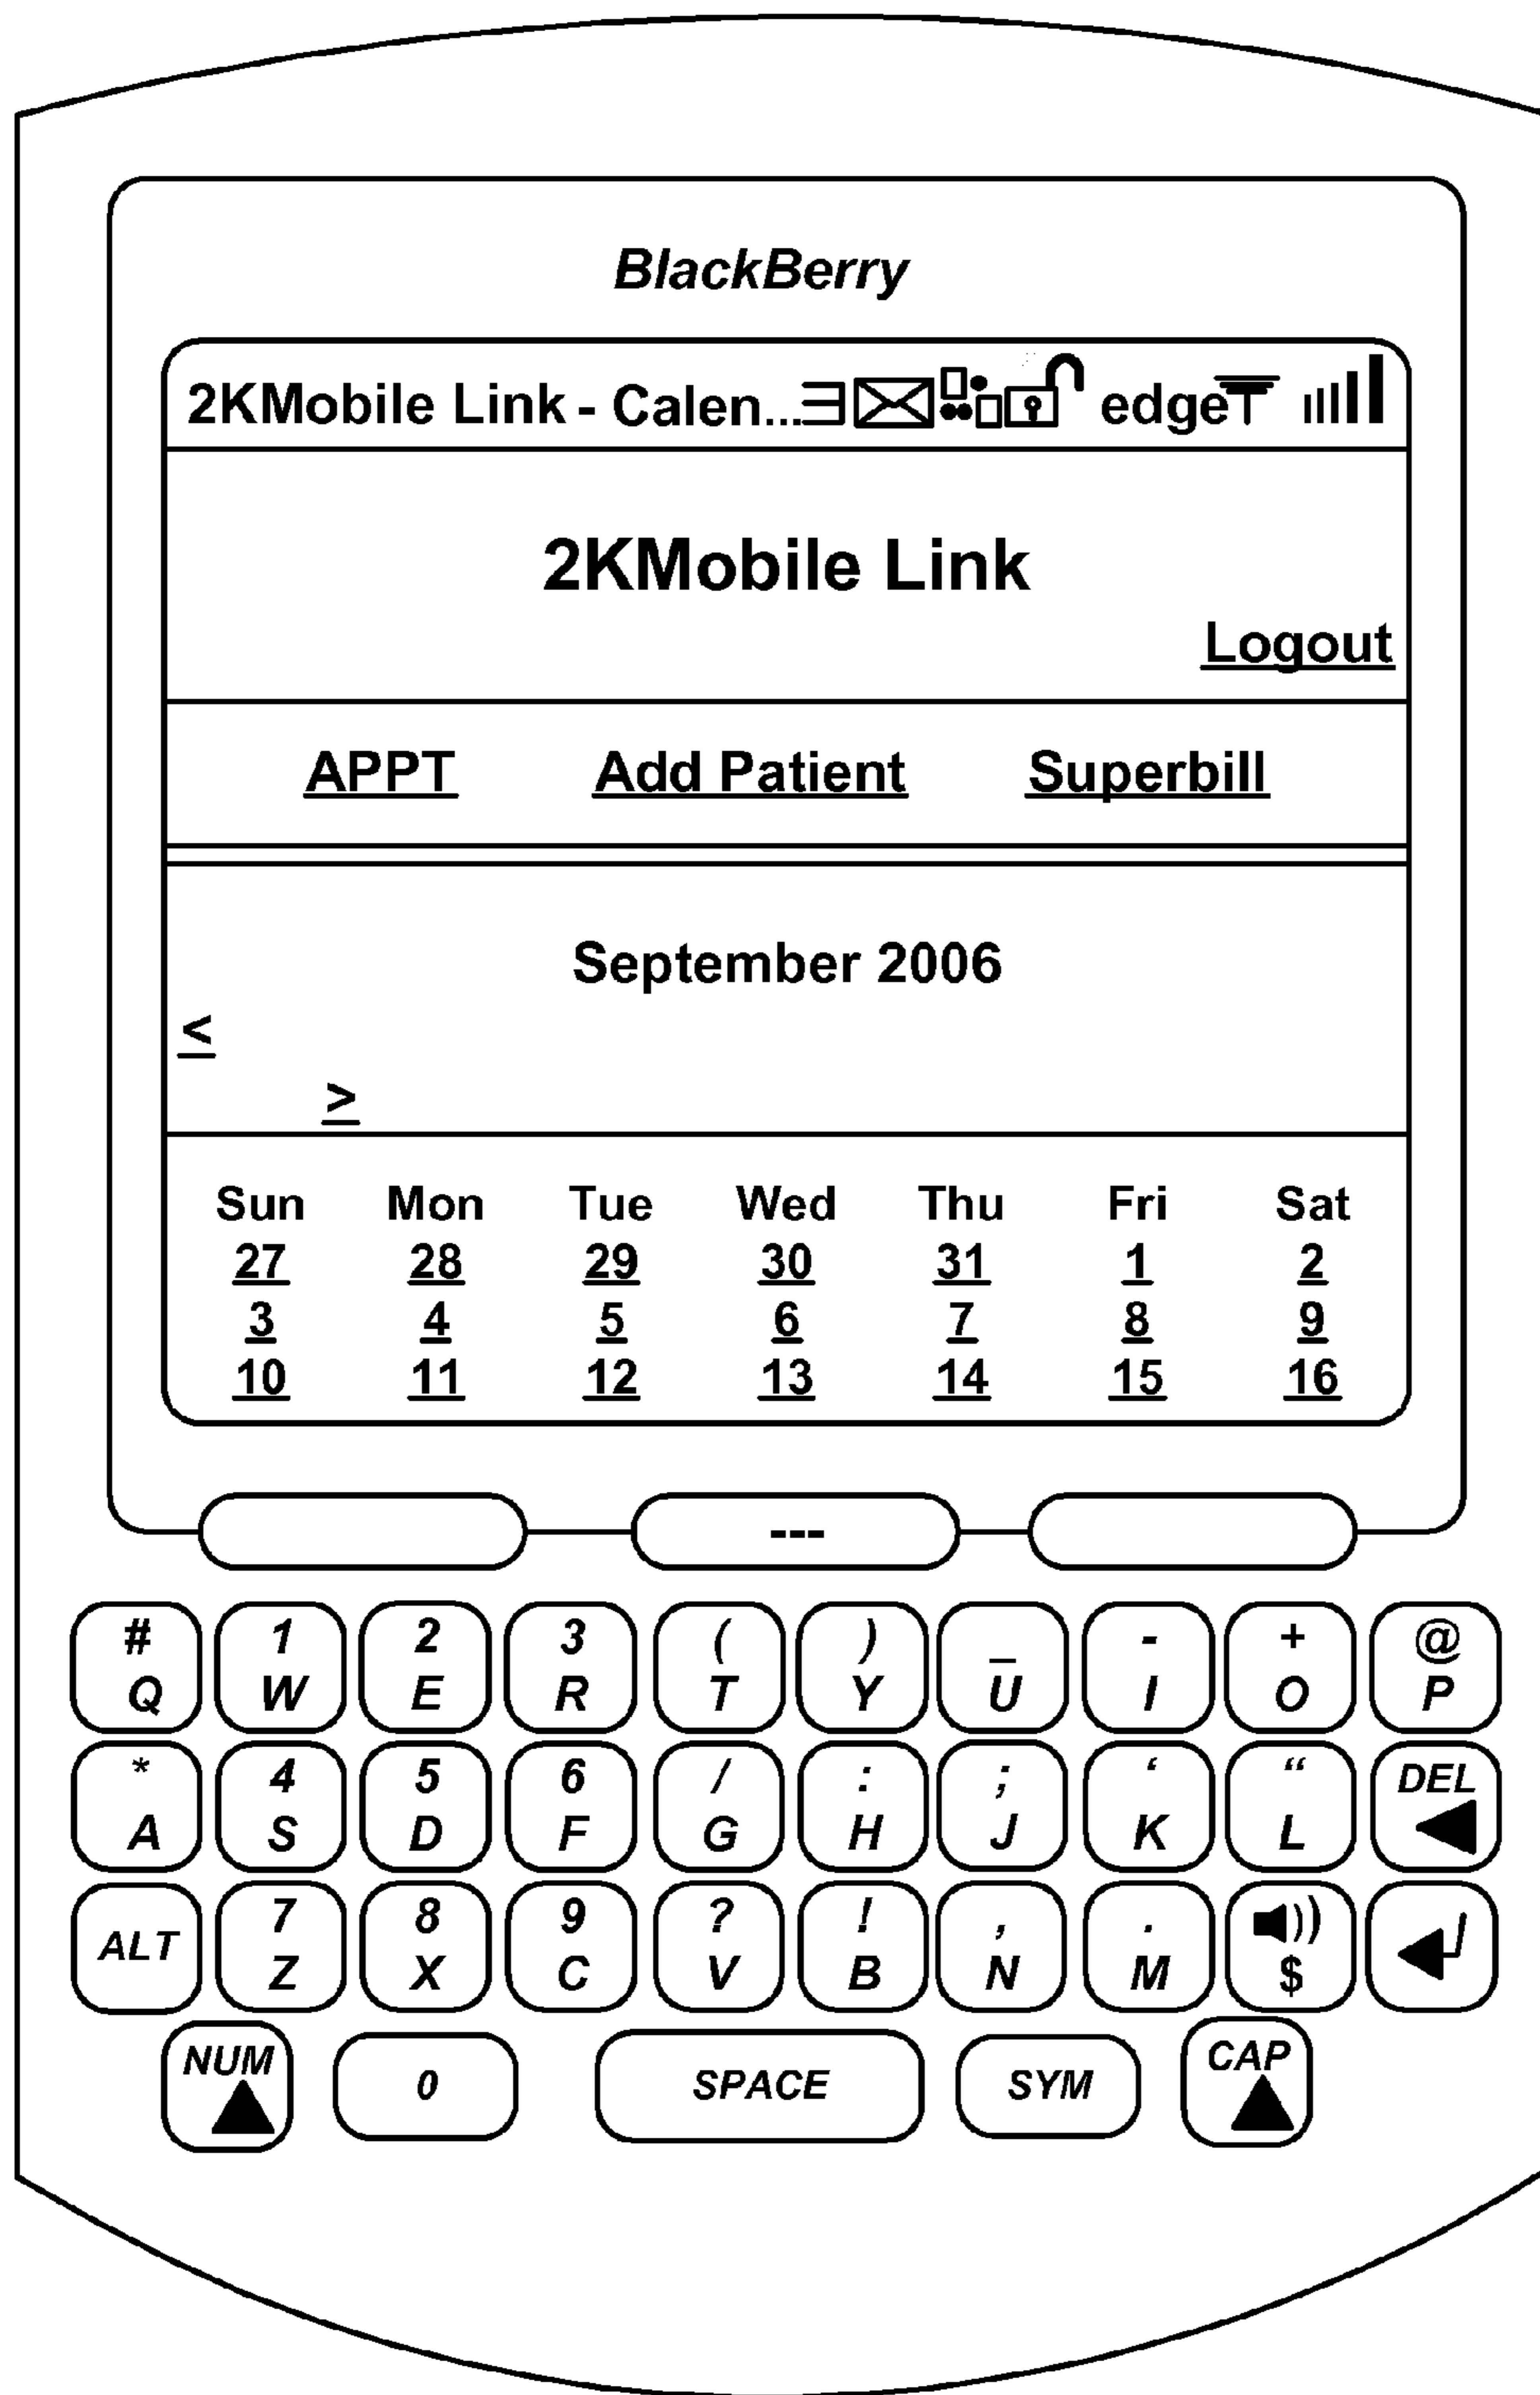 BlackBerry
2KMobile Link - Calen... edge
2KMobile Link
Logout
APPT Add Patient Superbill
September 2006
<
>
Sun Mon Tue Wed Thu Fri Sat
27 28 29 30 31 1 2
3 4 5 6 7 8 9
10 11 12 13 14 15 16
---
# 1 2 3 ( ) _ - + @
Q W E R T Y U I O P
* 4 5 6 / : ; ‘ “ DEL
A S D F G H J K L
ALT 7 8 9 ? ! , .
Z X C V B N M $
NUM 0 SPACE SYM CAP